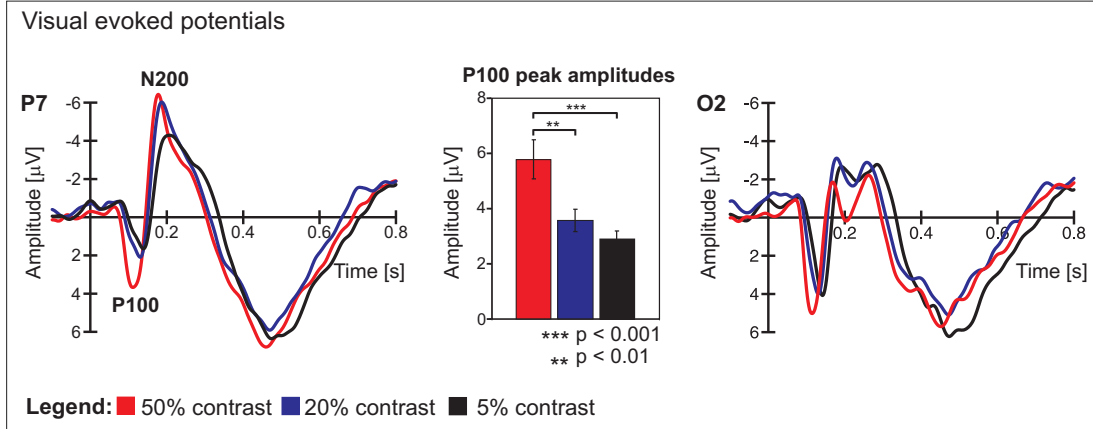 Visual evoked potentials
P7
N200
-6
-4
-2
2
4
6
Amplitude [µV]
0.2
0.4
0.6
0.8
Time [s]
P100
P100 peak amplitudes
8
6
4
2
0
Amplitude [µV]
***
**
*** p < 0.001
** p < 0.01
O2
-6
-4
-2
2
4
6
Amplitude [µV]
0.2
0.4
0.6
0.8
Time [s]
Legend: 50% contrast 20% contrast 5% contrast